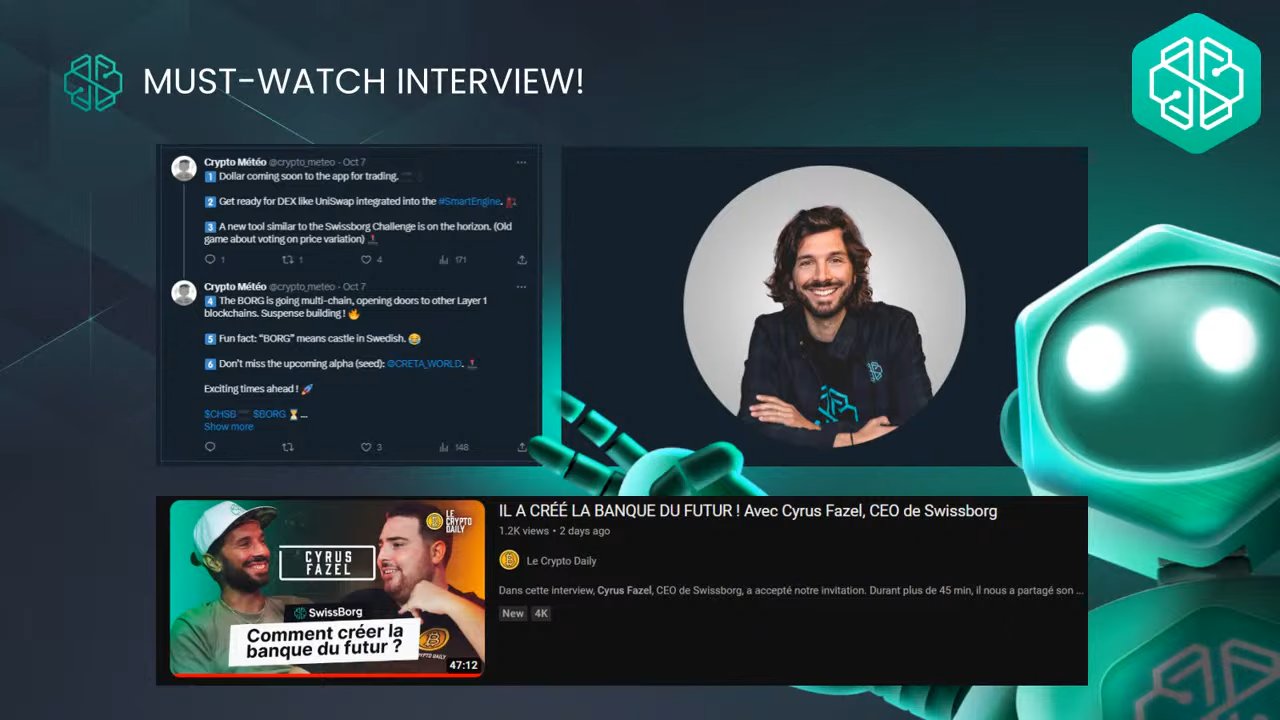 MUST-WATCH INTERVIEW!
Crypto Météo @crypto_meteo · Oct 7
1 Dollar coming soon to the app for trading.
2 Get ready for DEX like UniSwap integrated into the #SmartEngine.
3 A new tool similar to the Swissborg Challenge is on the horizon. (Old
game about voting on price variation)
1 1 4 171
Crypto Météo @crypto_meteo · Oct 7
4 The BORG is going multi-chain, opening doors to other Layer 1
blockchains. Suspense building !
5 Fun fact: "BORG" means castle in Swedish.
6 Don't miss the upcoming alpha (seed): @CRETA_WORLD.
Exciting times ahead !
$CHSB $BORG ...
Show more
3 148
LE
CRYPTO
DAILY
CYRUS
FAZEL
SwissBorg
Comment créer la
banque du futur ?
CRYPTO DAILY
47:12
IL A CRÉÉ LA BANQUE DU FUTUR ! Avec Cyrus Fazel, CEO de Swissborg
1.2K views • 2 days ago
Le Crypto Daily
Dans cette interview, Cyrus Fazel, CEO de Swissborg, a accepté notre invitation. Durant plus de 45 min, il nous a partagé son ...
New 4K